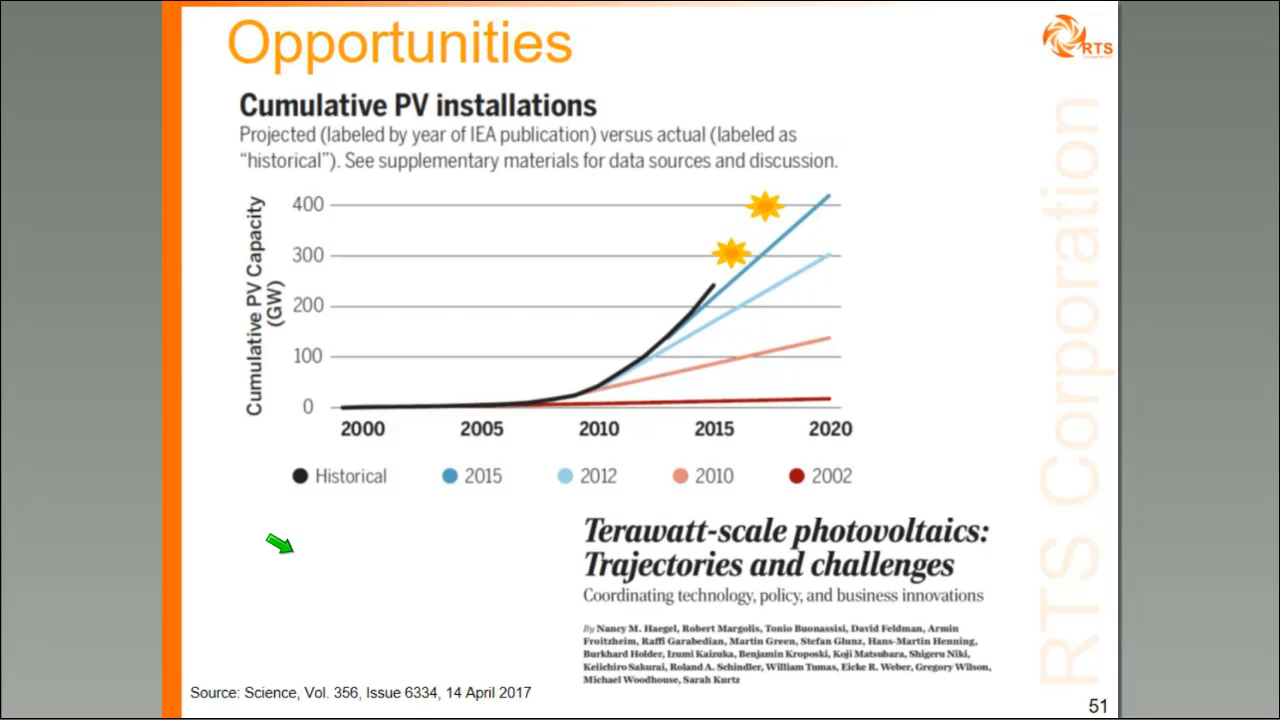 Opportunities
RTS
Cumulative PV installations
Projected (labeled by year of IEA publication) versus actual (labeled as
“historical”). See supplementary materials for data sources and discussion.
Cumulative PV Capacity
(GW)
400
300
200
100
0
2000 2005 2010 2015 2020
Historical 2015 2012 2010 2002
Terawatt-scale photovoltaics:
Trajectories and challenges
Coordinating technology, policy, and business innovations
By Nancy M. Haegel, Robert Margolis, Tonio Buonassisi, David Feldman, Armin
Froitzheim, Raffi Garabedian, Martin Green, Stefan Glunz, Hans-Martin Henning,
Burkhard Holder, Izumi Kaizuka, Benjamin Kroposki, Koji Matsubara, Shigeru Niki,
Keiichiro Sakurai, Roland A. Schindler, William Tumas, Eicke R. Weber, Gregory Wilson,
Michael Woodhouse, Sarah Kurtz
Source: Science, Vol. 356, Issue 6334, 14 April 2017
RTS Corporation
51